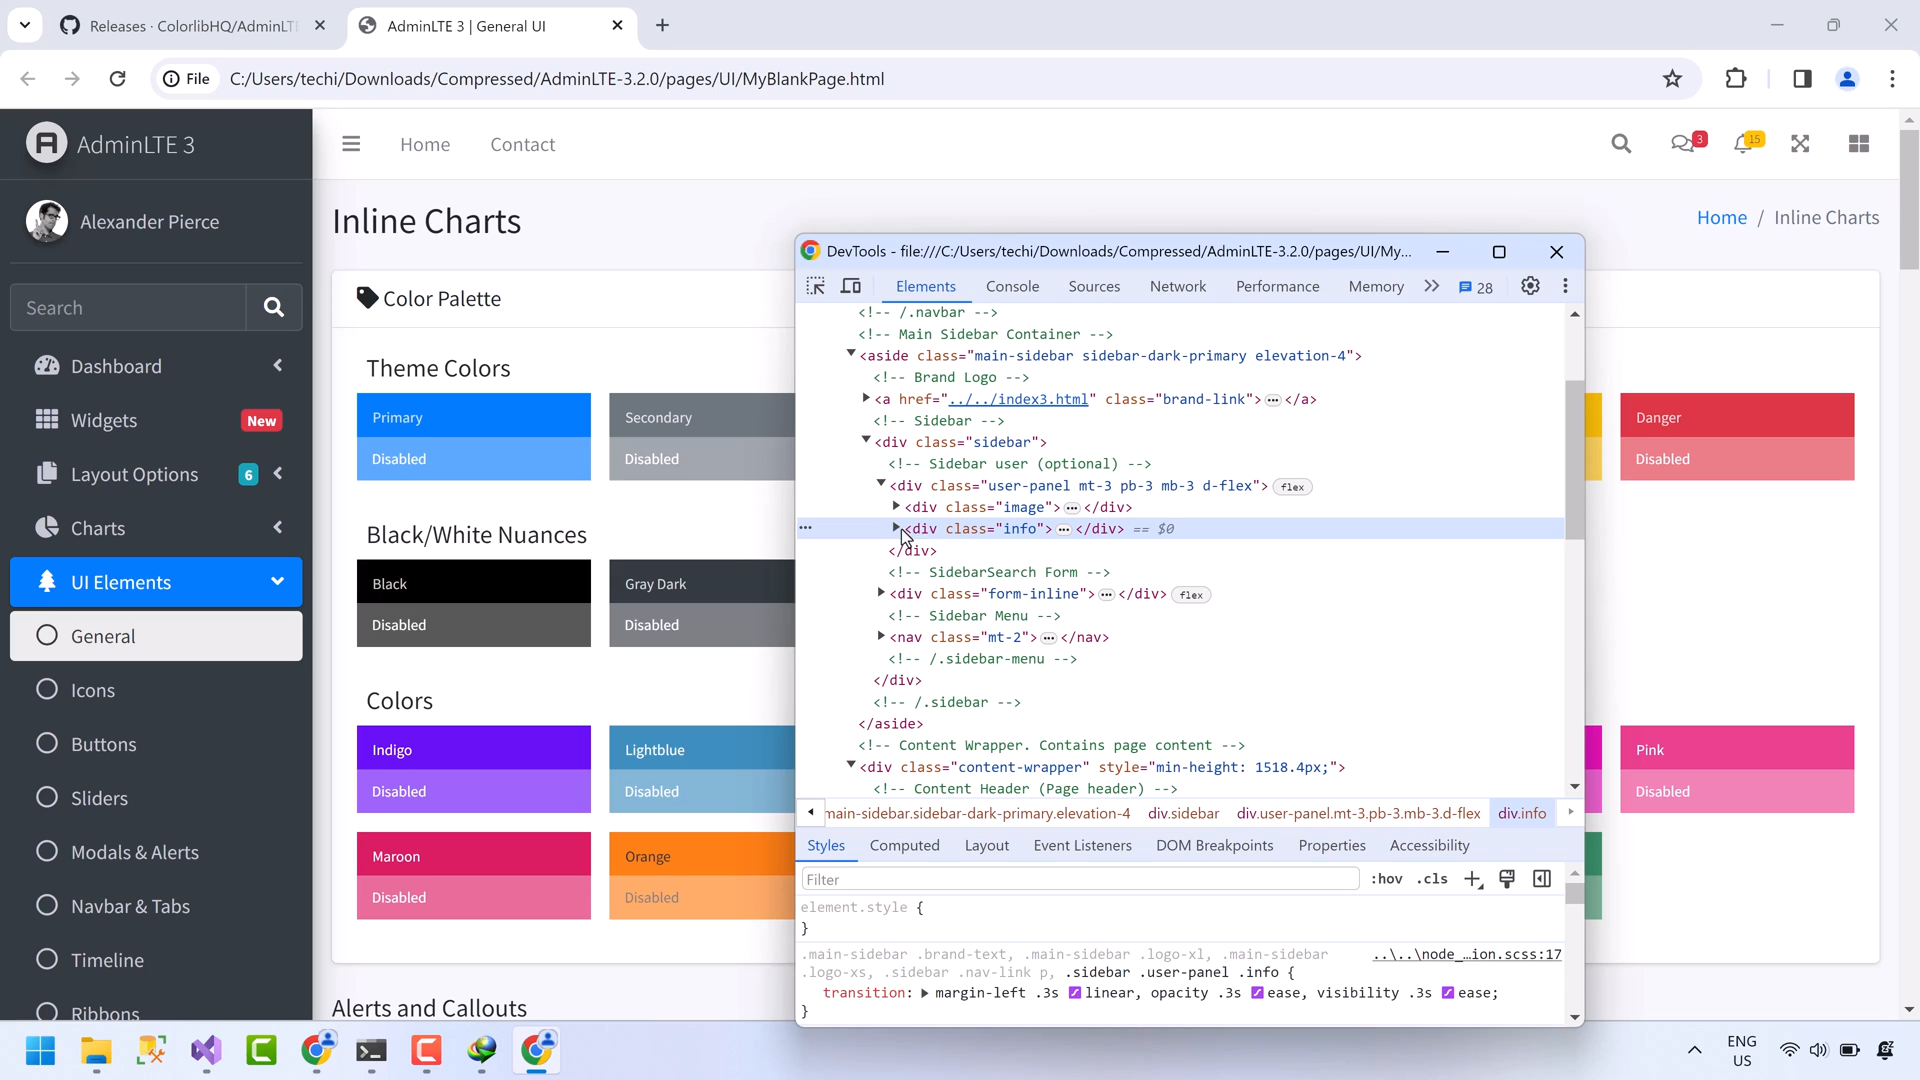 Releases · ColorlibHQ/AdminLTE
AdminLTE 3 | General UI
File
C:/Users/techi/Downloads/Compressed/AdminLTE-3.2.0/pages/UI/MyBlankPage.html
AdminLTE 3
Home
Contact
3
15
Alexander Pierce
Inline Charts
Home / Inline Charts
Search
Dashboard
Widgets
New
Layout Options
6
Charts
UI Elements
General
Icons
Buttons
Sliders
Modals & Alerts
Navbar & Tabs
Timeline
Ribbons
Color Palette
Theme Colors
Primary
Disabled
Secondary
Disabled
Danger
Disabled
Black/White Nuances
Black
Disabled
Gray Dark
Disabled
Colors
Indigo
Disabled
Lightblue
Disabled
Pink
Disabled
Maroon
Disabled
Orange
Disabled
Alerts and Callouts
DevTools - file:///C:/Users/techi/Downloads/Compressed/AdminLTE-3.2.0/pages/UI/My...
Elements
Console
Sources
Network
Performance
Memory
28
<!-- /.navbar -->
<!-- Main Sidebar Container -->
<aside class="main-sidebar sidebar-dark-primary elevation-4">
<!-- Brand Logo -->
<a href="../../index3.html" class="brand-link">…</a>
<!-- Sidebar -->
<div class="sidebar">
<!-- Sidebar user (optional) -->
<div class="user-panel mt-3 pb-3 mb-3 d-flex"> flex
<div class="image">…</div>
<div class="info">…</div> == $0
</div>
<!-- SidebarSearch Form -->
<div class="form-inline">…</div> flex
<!-- Sidebar Menu -->
<nav class="mt-2">…</nav>
<!-- /.sidebar-menu -->
</div>
<!-- /.sidebar -->
</aside>
<!-- Content Wrapper. Contains page content -->
<div class="content-wrapper" style="min-height: 1518.4px;">
<!-- Content Header (Page header) -->
main-sidebar.sidebar-dark-primary.elevation-4
div.sidebar
div.user-panel.mt-3.pb-3.mb-3.d-flex
div.info
Styles
Computed
Layout
Event Listeners
DOM Breakpoints
Properties
Accessibility
Filter
:hov
.cls
element.style {
}
.main-sidebar .brand-text, .main-sidebar .logo-xl, .main-sidebar
..\..\node_…ion.scss:17
.logo-xs, .sidebar .nav-link p, .sidebar .user-panel .info {
transition: margin-left .3s linear, opacity .3s ease, visibility .3s ease;
}
ENG
US